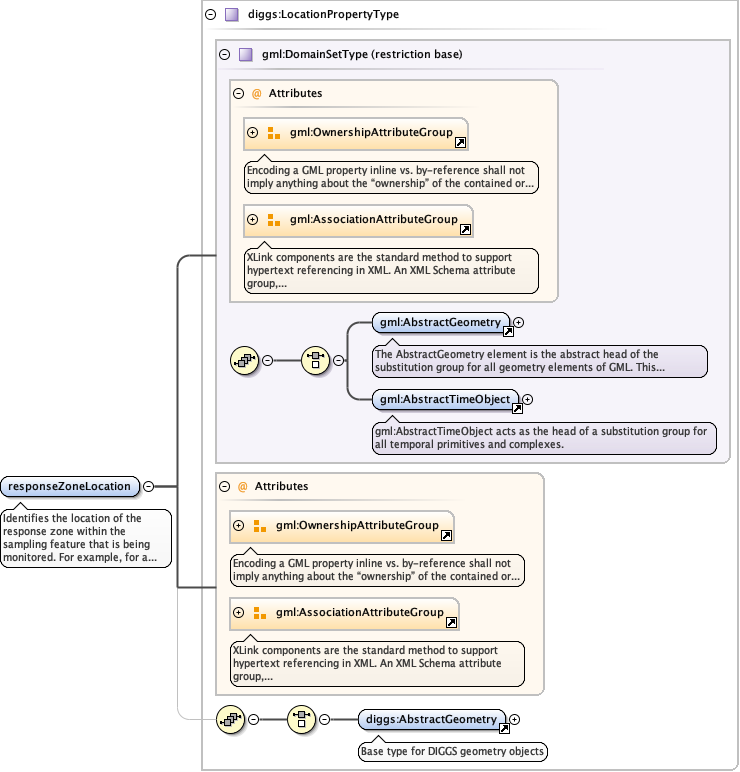 diggs:LocationPropertyType
gml:DomainSetType (restriction base)
@ Attributes
gml:OwnershipAttributeGroup
Encoding a GML property inline vs. by-reference shall not
imply anything about the “ownership” of the contained or...
gml:AssociationAttributeGroup
XLink components are the standard method to support
hypertext referencing in XML. An XML Schema attribute
group,...
gml:AbstractGeometry
The AbstractGeometry element is the abstract head of the
substitution group for all geometry elements of GML. This...
gml:AbstractTimeObject
gml:AbstractTimeObject acts as the head of a substitution group for
all temporal primitives and complexes.
responseZoneLocation
Identifies the location of the
response zone within the
sampling feature that is being
monitored. For example, for a...
@ Attributes
gml:OwnershipAttributeGroup
Encoding a GML property inline vs. by-reference shall not
imply anything about the “ownership” of the contained or...
gml:AssociationAttributeGroup
XLink components are the standard method to support
hypertext referencing in XML. An XML Schema attribute
group,...
diggs:AbstractGeometry
Base type for DIGGS geometry objects